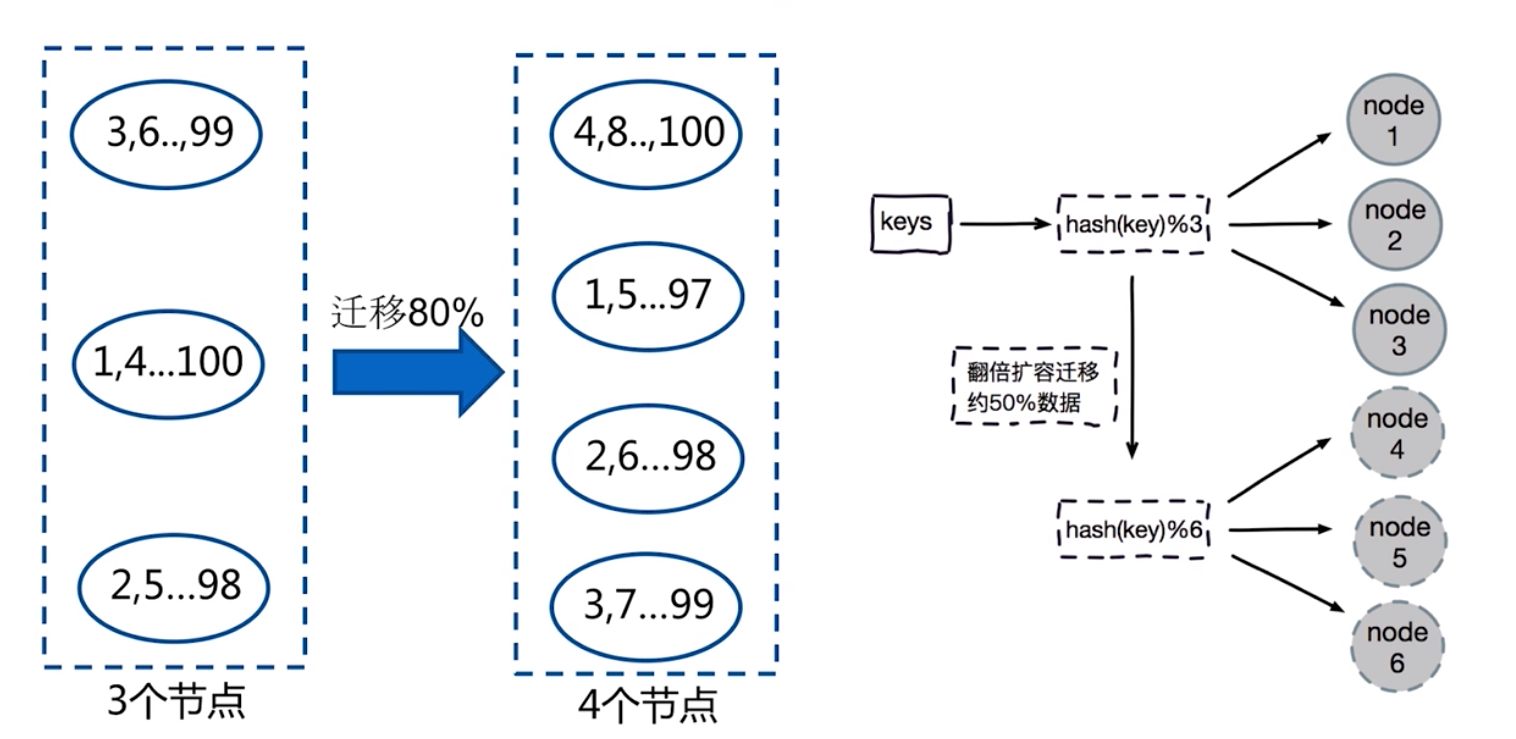 3,6..,99
1,4...100
2,5...98
3个节点
迁移80%
4,8..,100
1,5...97
2,6...98
3,7...99
4个节点
keys
hash(key)%3
翻倍扩容迁移
约50%数据
hash(key)%6
node
1
node
2
node
3
node
4
node
5
node
6